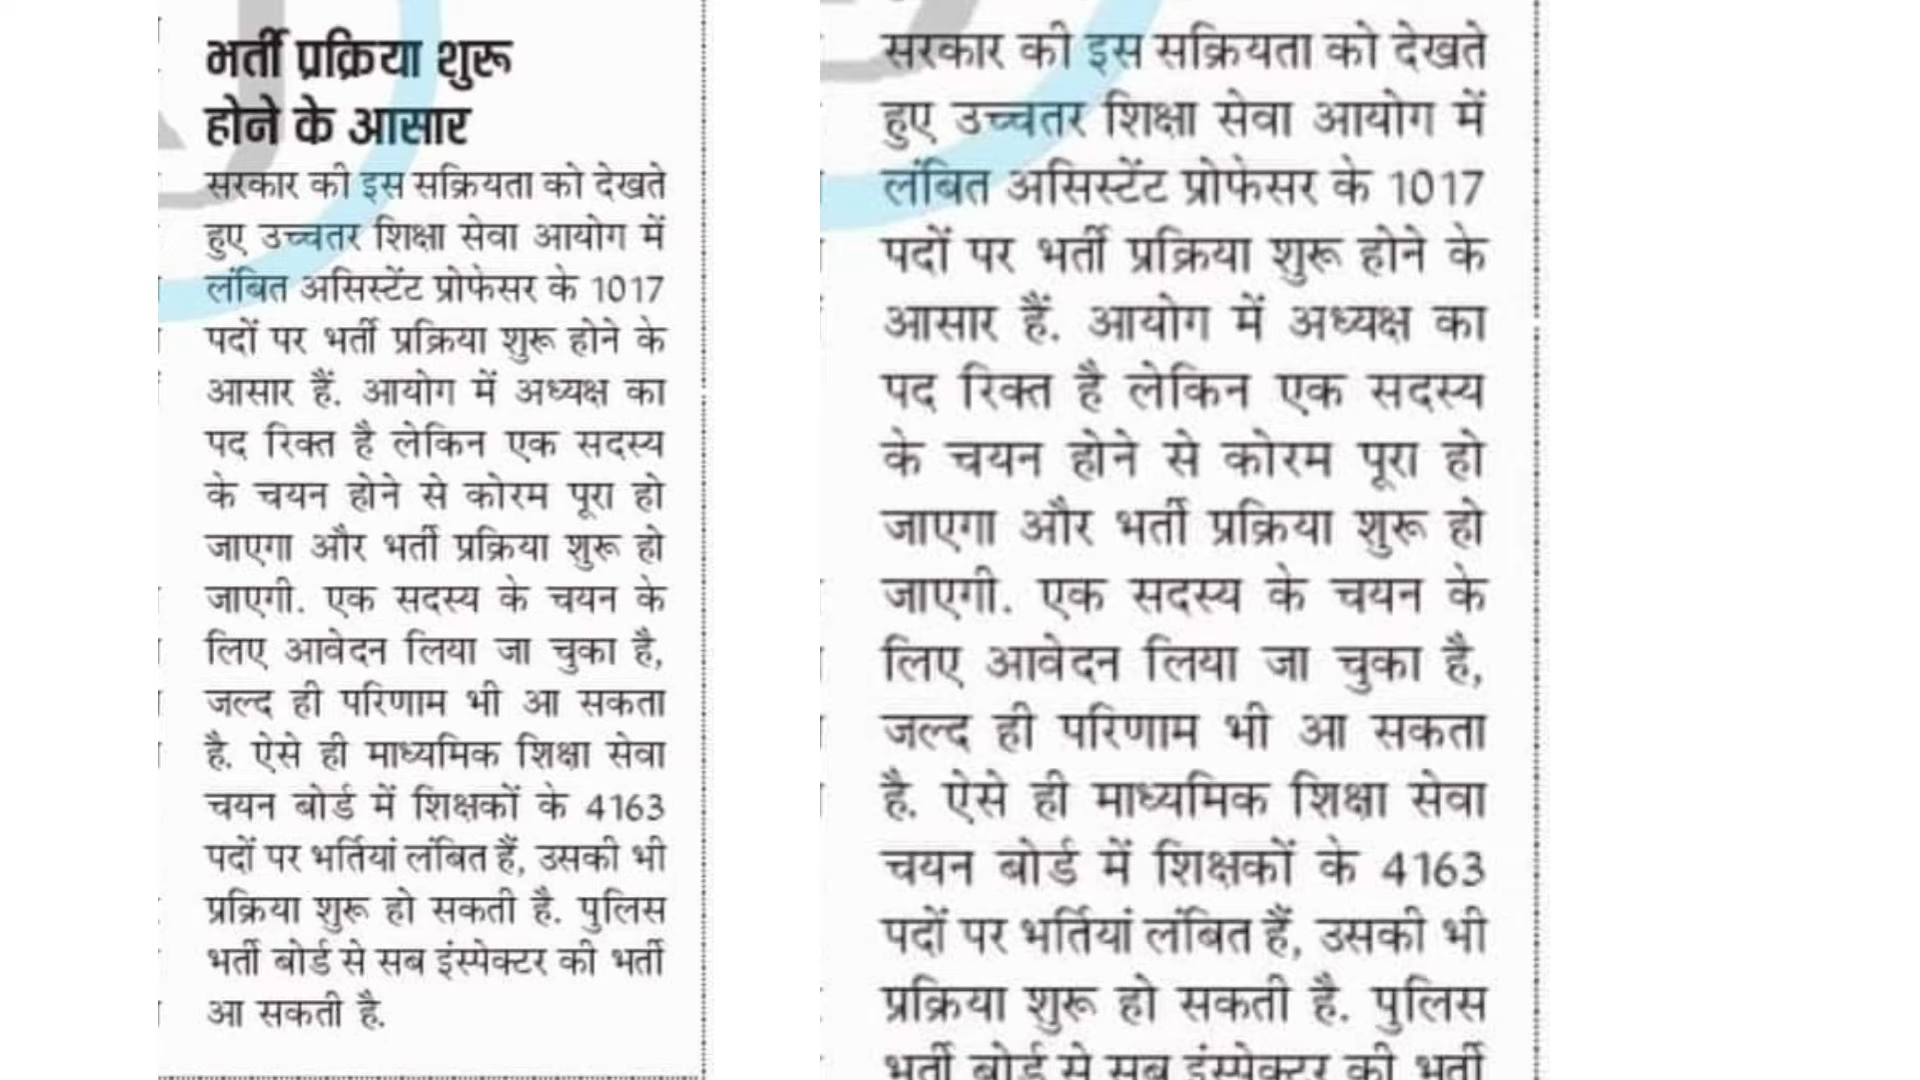 भर्ती प्रक्रिया शुरू
होने के आसार
सरकार की इस सक्रियता को देखते
हुए उच्चतर शिक्षा सेवा आयोग में
लंबित असिस्टेंट प्रोफेसर के 1017
पदों पर भर्ती प्रक्रिया शुरू होने के
आसार हैं. आयोग में अध्यक्ष का
पद रिक्त है लेकिन एक सदस्य
के चयन होने से कोरम पूरा हो
जाएगा और भर्ती प्रक्रिया शुरू हो
जाएगी. एक सदस्य के चयन के
लिए आवेदन लिया जा चुका है,
जल्द ही परिणाम भी आ सकता
है. ऐसे ही माध्यमिक शिक्षा सेवा
चयन बोर्ड में शिक्षकों के 4163
पदों पर भर्तियां लंबित हैं, उसकी भी
प्रक्रिया शुरू हो सकती है. पुलिस
भर्ती बोर्ड से सब इंस्पेक्टर की भर्ती
आ सकती है.
सरकार की इस सक्रियता को देखते
हुए उच्चतर शिक्षा सेवा आयोग में
लंबित असिस्टेंट प्रोफेसर के 1017
पदों पर भर्ती प्रक्रिया शुरू होने के
आसार हैं. आयोग में अध्यक्ष का
पद रिक्त है लेकिन एक सदस्य
के चयन होने से कोरम पूरा हो
जाएगा और भर्ती प्रक्रिया शुरू हो
जाएगी. एक सदस्य के चयन के
लिए आवेदन लिया जा चुका है,
जल्द ही परिणाम भी आ सकता
है. ऐसे ही माध्यमिक शिक्षा सेवा
चयन बोर्ड में शिक्षकों के 4163
पदों पर भर्तियां लंबित हैं, उसकी भी
प्रक्रिया शुरू हो सकती है. पुलिस
भर्ती बोर्ड से सब इंस्पेक्टर की भर्ती